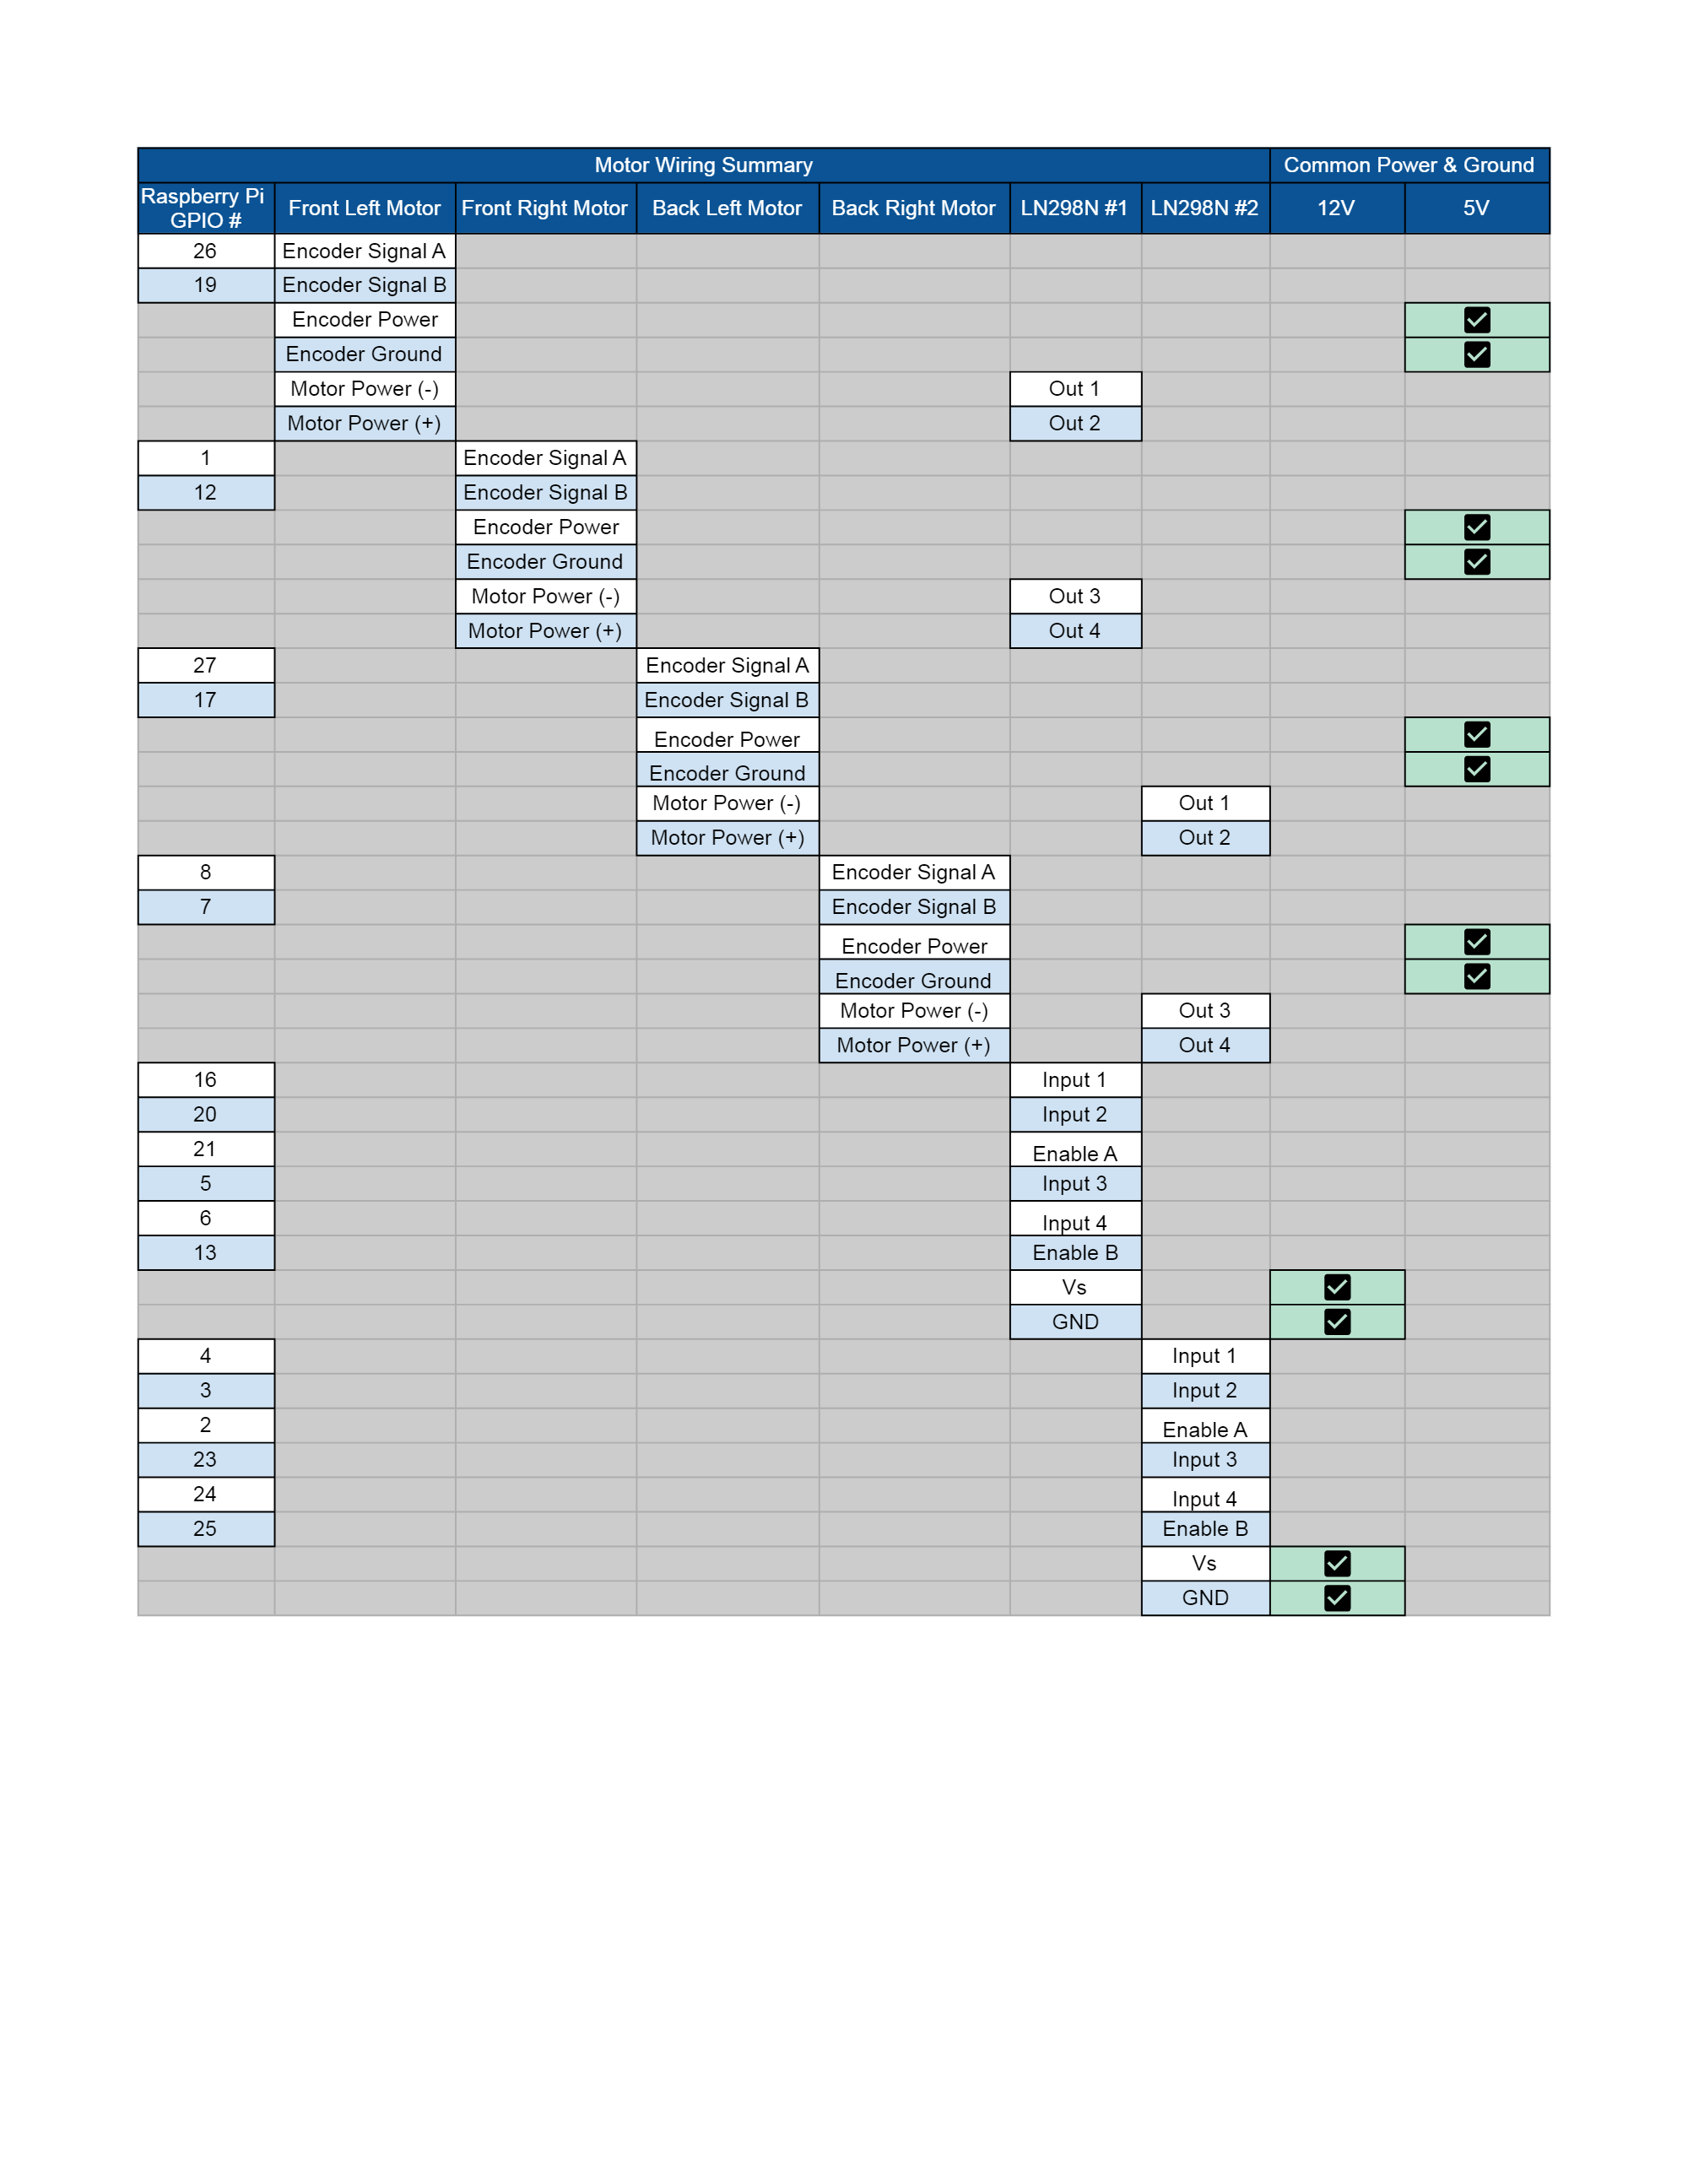 Motor Wiring Summary Common Power & Ground
Raspberry Pi GPIO # Front Left Motor Front Right Motor Back Left Motor Back Right Motor LN298N #1 LN298N #2 12V 5V
26 Encoder Signal A
19 Encoder Signal B
Encoder Power
Encoder Ground
Motor Power (-) Out 1
Motor Power (+) Out 2
1 Encoder Signal A
12 Encoder Signal B
Encoder Power
Encoder Ground
Motor Power (-) Out 3
Motor Power (+) Out 4
27 Encoder Signal A
17 Encoder Signal B
Encoder Power
Encoder Ground
Motor Power (-) Out 1
Motor Power (+) Out 2
8 Encoder Signal A
7 Encoder Signal B
Encoder Power
Encoder Ground
Motor Power (-) Out 3
Motor Power (+) Out 4
16 Input 1
20 Input 2
21 Enable A
5 Input 3
6 Input 4
13 Enable B
Vs
GND
4 Input 1
3 Input 2
2 Enable A
23 Input 3
24 Input 4
25 Enable B
Vs
GND